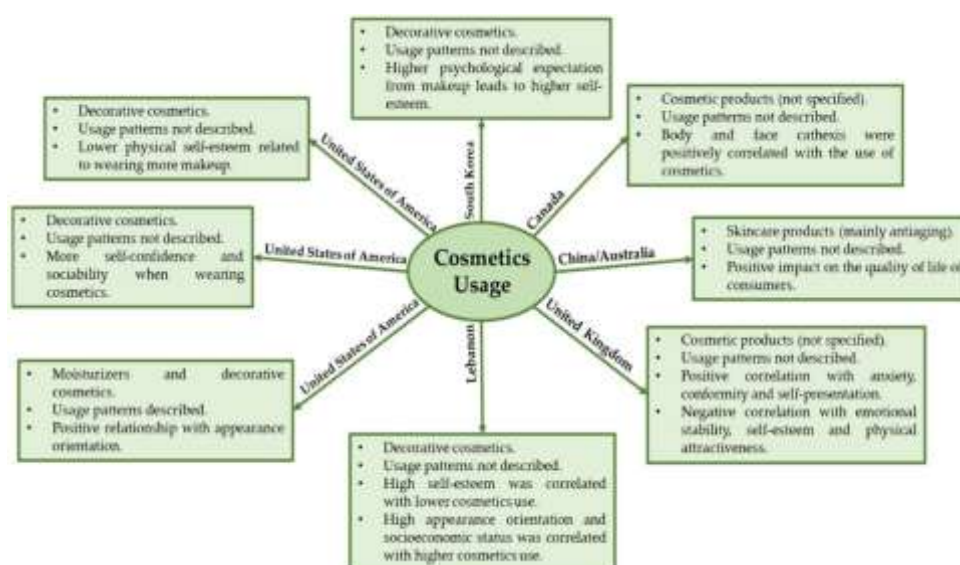 • Decorative cosmetics.
• Usage patterns not described.
• Higher psychological expectation
from makeup leads to higher self-
esteem.
• Decorative cosmetics.
• Usage patterns not described.
• Lower physical self-esteem related
to wearing more makeup.
• Cosmetic products (not specified).
• Usage patterns not described.
• Body and face cathexis were
positively correlated with the use of
cosmetics.
United States of America
South Korea
Canada
• Decorative cosmetics.
• Usage patterns not described.
• More self-confidence and
sociability when wearing
cosmetics.
United States of America
Cosmetics
Usage
China/Australia
• Skincare products (mainly antiaging).
• Usage patterns not described.
• Positive impact on the quality of life of
consumers.
United States of America
Lebanon
United Kingdom
• Moisturizers and decorative
cosmetics.
• Usage patterns described.
• Positive relationship with appearance
orientation.
• Cosmetic products (not specified).
• Usage patterns not described.
• Positive correlation with anxiety,
conformity and self-presentation.
• Negative correlation with emotional
stability, self-esteem and physical
attractiveness.
• Decorative cosmetics.
• Usage patterns not described.
• High self-esteem was correlated
with lower cosmetics use.
• High appearance orientation and
socioeconomic status was correlated
with higher cosmetics use.